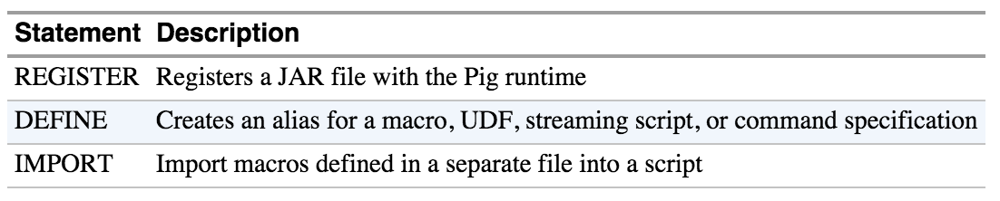 Statement Description
REGISTER Registers a JAR file with the Pig runtime
DEFINE Creates an alias for a macro, UDF, streaming script, or command specification
IMPORT Import macros defined in a separate file into a script